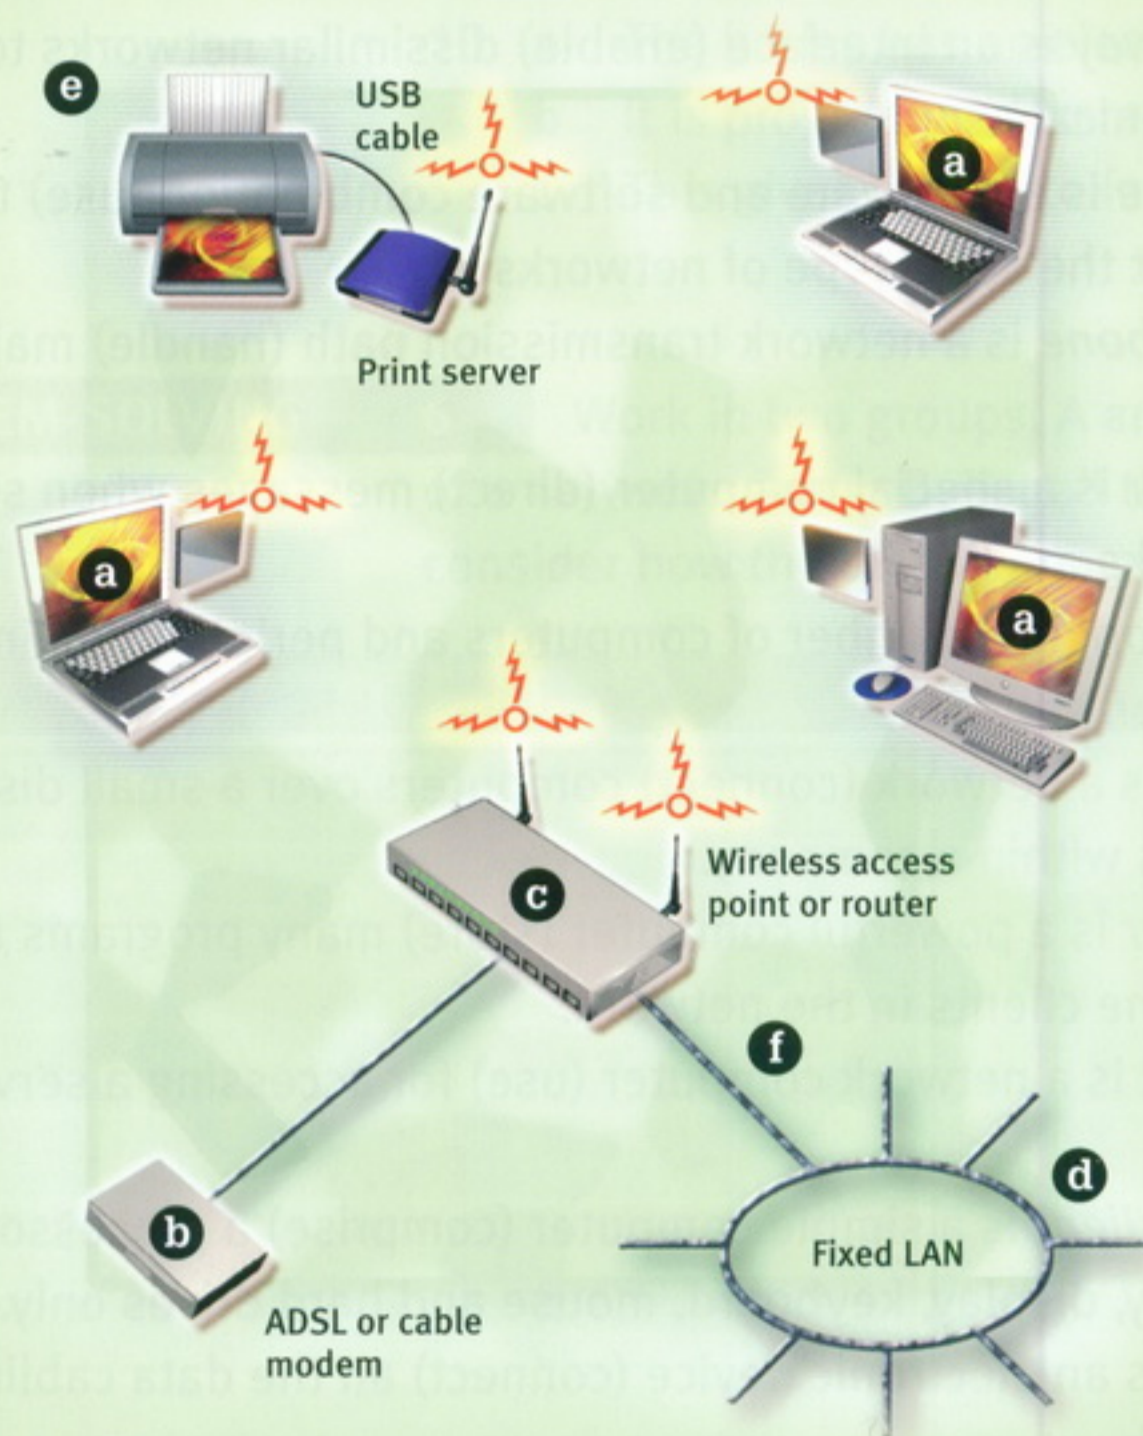 e
USB
cable
a
Print server
a
a
c
Wireless access
point or router
f
d
b
Fixed LAN
ADSL or cable
modem